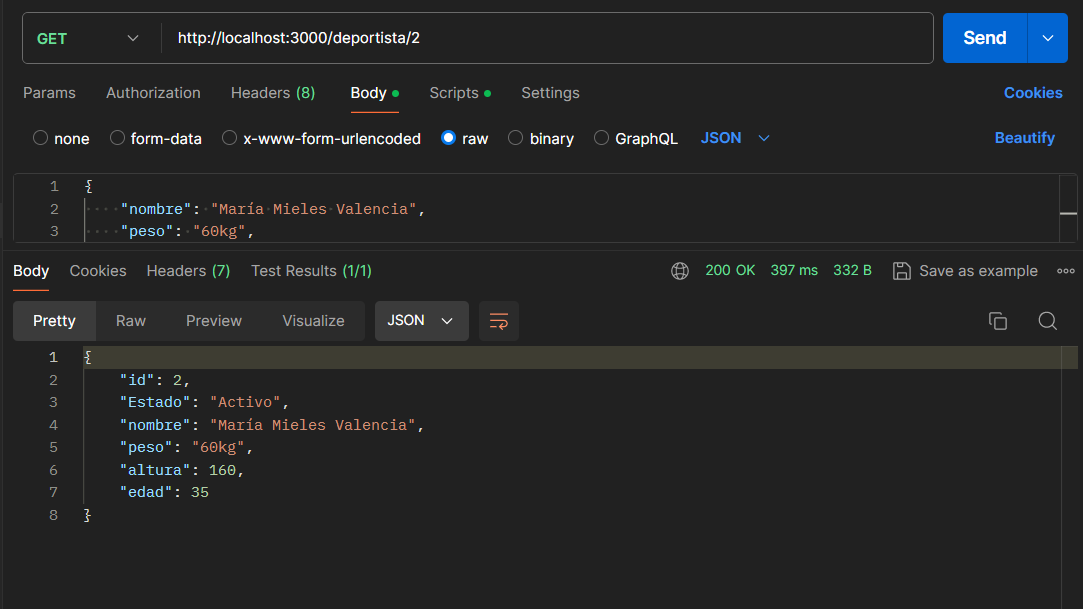 GET http://localhost:3000/deportista/2 Send
Params Authorization Headers (8) Body Scripts Settings Cookies
none form-data x-www-form-urlencoded raw binary GraphQL JSON Beautify
1 {
2 ····"nombre":·"María·Mieles·Valencia",
3 ····"peso":·"60kg",
Body Cookies Headers (7) Test Results (1/1) 200 OK 397 ms 332 B Save as example
Pretty Raw Preview Visualize JSON
1 {
2 "id": 2,
3 "Estado": "Activo",
4 "nombre": "María Mieles Valencia",
5 "peso": "60kg",
6 "altura": 160,
7 "edad": 35
8 }